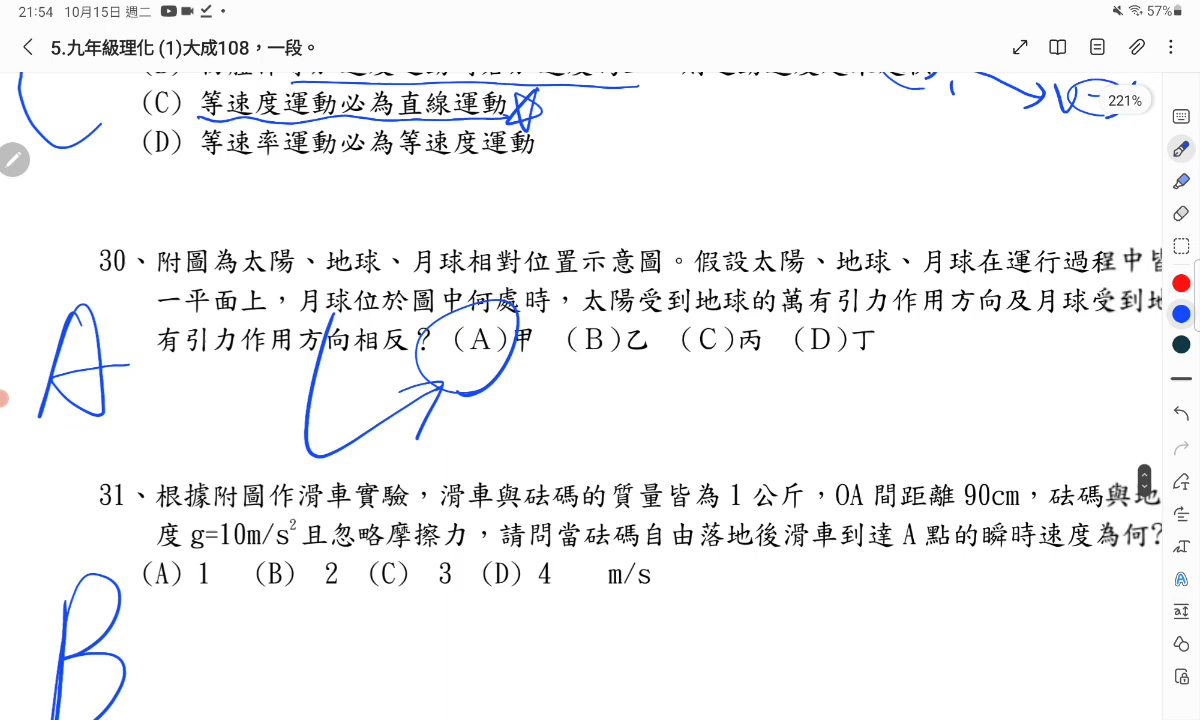 21:54 10月15日 週二
57%
5.九年級理化 (1)大成108，一段。
221%
(C) 等速度運動必為直線運動
(D) 等速率運動必為等速度運動
30、附圖為太陽、地球、月球相對位置示意圖。假設太陽、地球、月球在運行過程中皆
一平面上，月球位於圖中何處時，太陽受到地球的萬有引力作用方向及月球受到地
有引力作用方向相反？（A）甲 （B）乙 （C）丙 （D）丁
A
31、根據附圖作滑車實驗，滑車與砝碼的質量皆為1公斤，OA間距離90cm，砝碼與地
度 g=10m/s²且忽略摩擦力，請問當砝碼自由落地後滑車到達A點的瞬時速度為何？
(A) 1 (B) 2 (C) 3 (D) 4 m/s
B